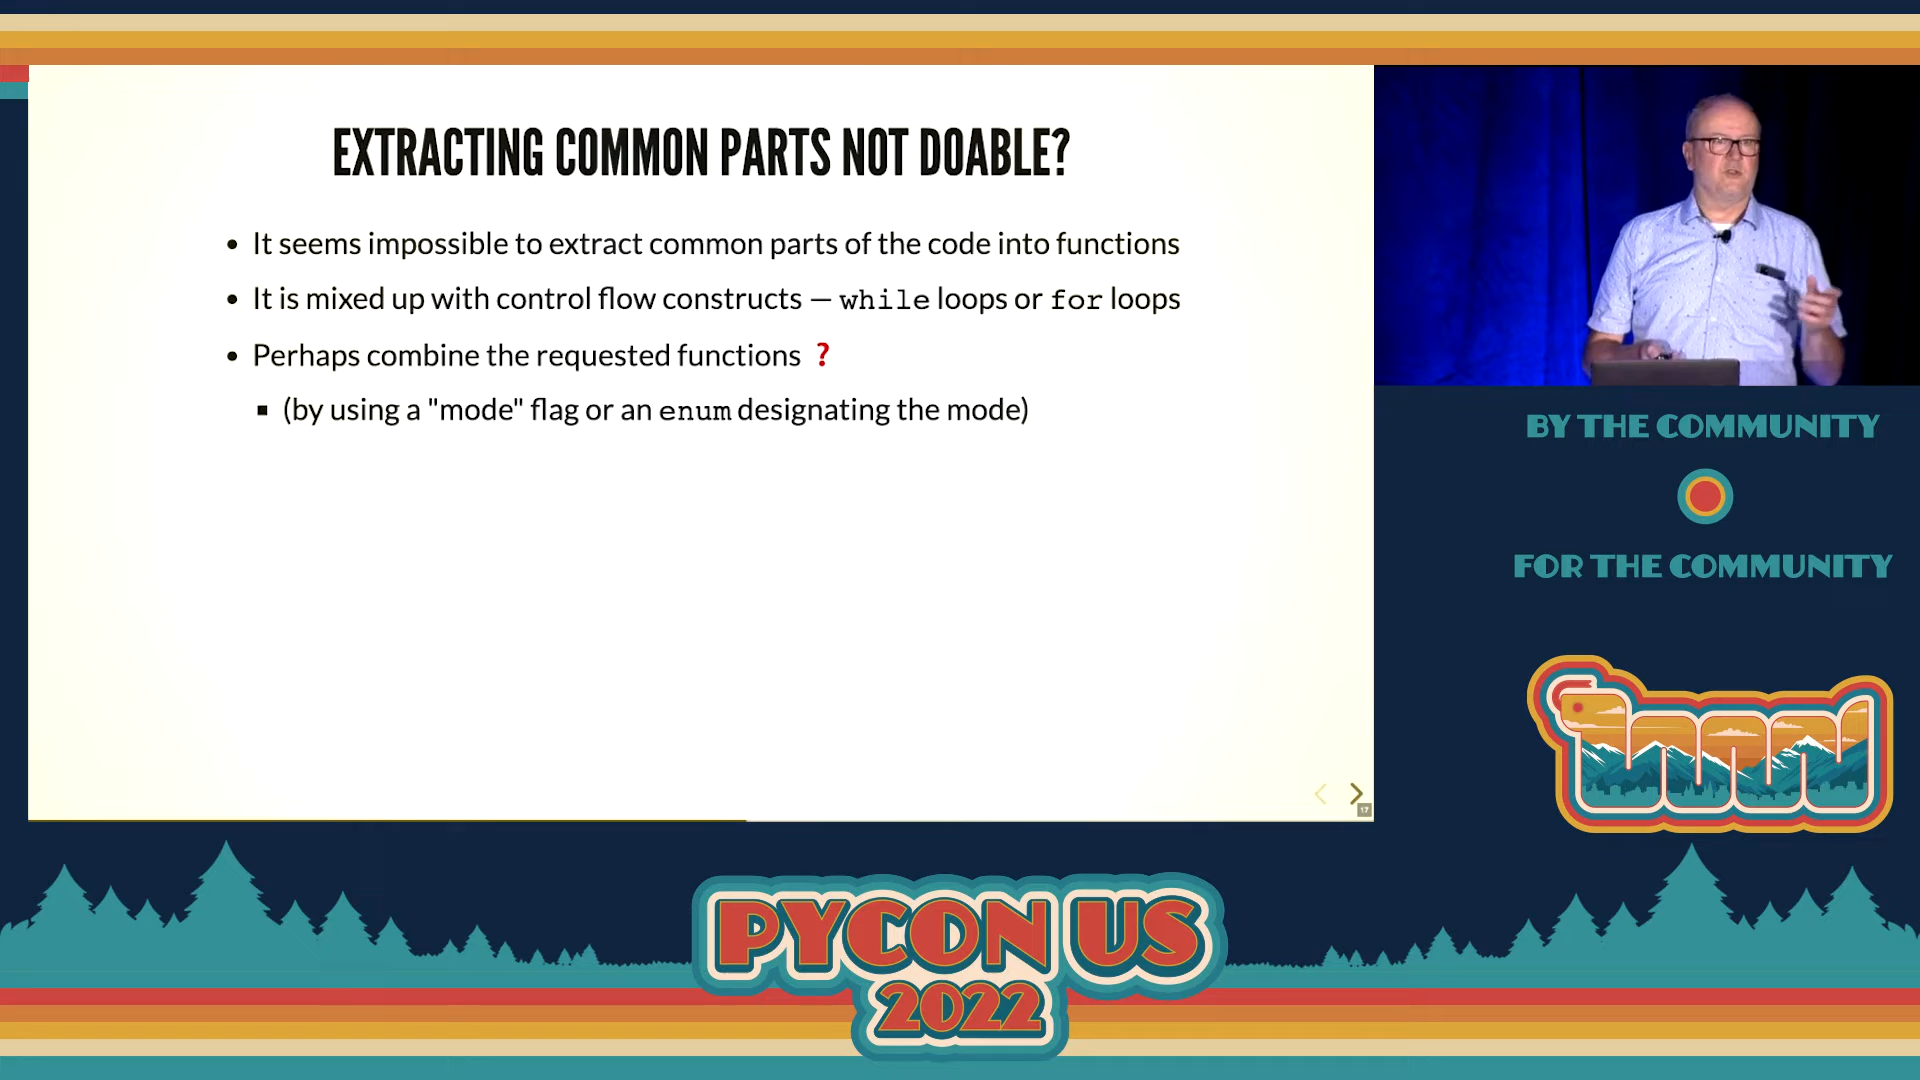 EXTRACTING COMMON PARTS NOT DOABLE?
• It seems impossible to extract common parts of the code into functions
• It is mixed up with control flow constructs — while loops or for loops
• Perhaps combine the requested functions ?
▪ (by using a "mode" flag or an enum designating the mode)
17
BY THE COMMUNITY
FOR THE COMMUNITY
PYCON US
2022